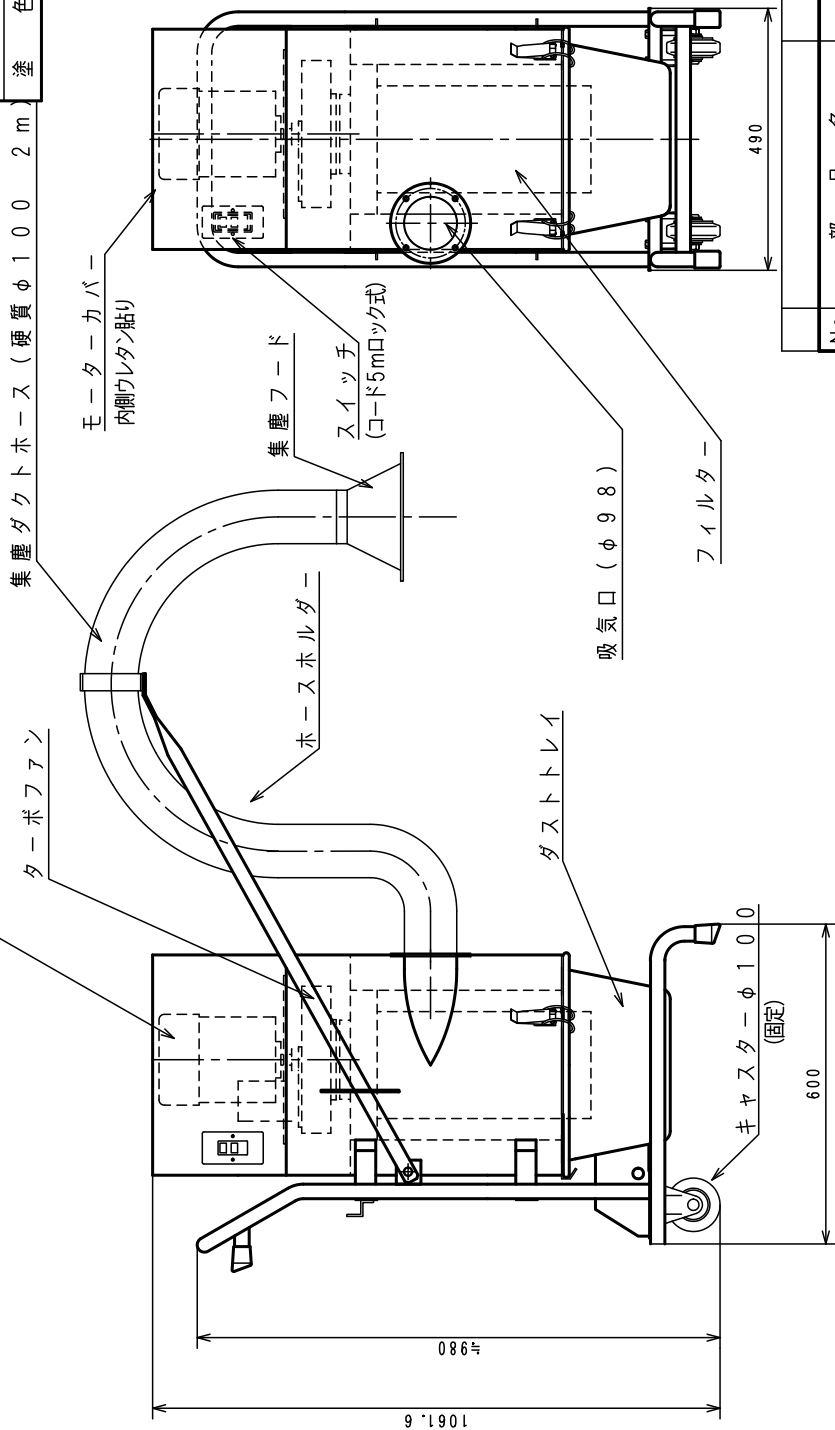 塗 色
集塵ダクトホース(硬質φ100 2m)
モーターカバー
内側ウレタン貼り
スイッチ
(コード5mロック式)
集塵フード
ターボファン
ホースホルダー
吸気口(φ98)
フィルター
ダストトレイ
キャスターφ100
(固定)
490
600
≒980
1061.6